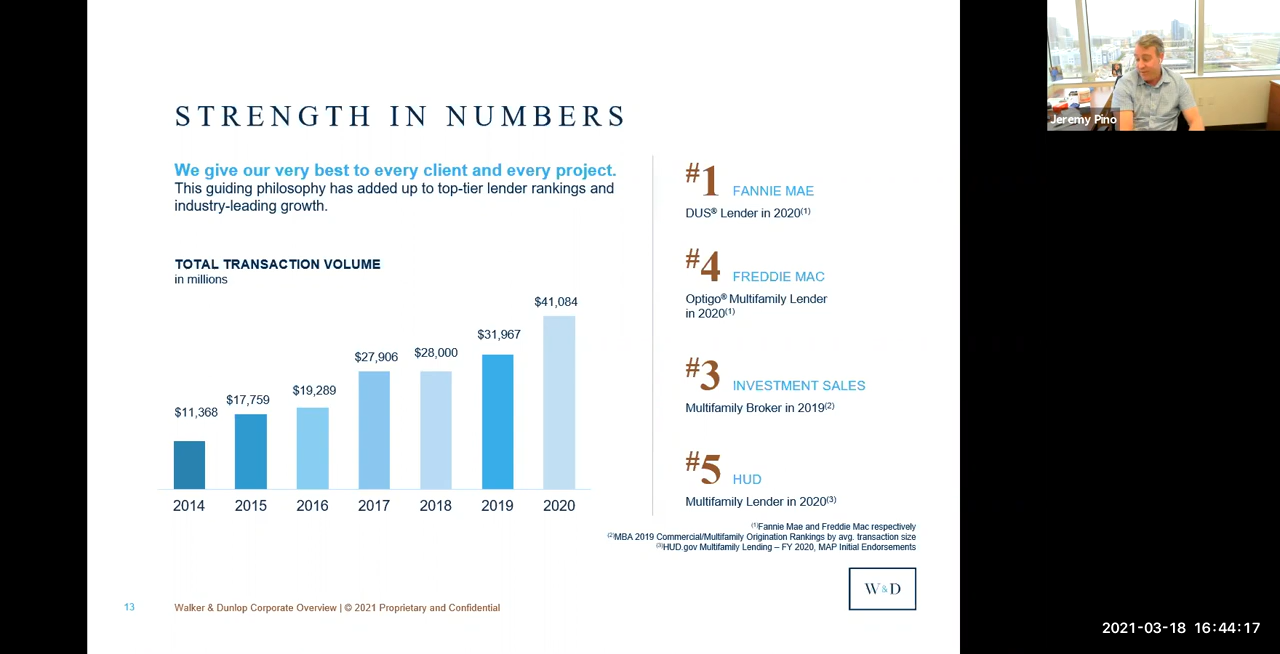 STRENGTH IN NUMBERS
We give our very best to every client and every project.
This guiding philosophy has added up to top-tier lender rankings and
industry-leading growth.
TOTAL TRANSACTION VOLUME
in millions
$11,368
$17,759
$19,289
$27,906
$28,000
$31,967
$41,084
2014 2015 2016 2017 2018 2019 2020
#1 FANNIE MAE
DUS® Lender in 2020(1)
#4 FREDDIE MAC
Optigo® Multifamily Lender
in 2020(1)
#3 INVESTMENT SALES
Multifamily Broker in 2019(2)
#5 HUD
Multifamily Lender in 2020(3)
(1)Fannie Mae and Freddie Mac respectively
(2)MBA 2019 Commercial/Multifamily Origination Rankings by avg. transaction size
(3)HUD.gov Multifamily Lending – FY 2020, MAP Initial Endorsements
W&D
13 Walker & Dunlop Corporate Overview | © 2021 Proprietary and Confidential
Jeremy Pino
2021-03-18 16:44:17